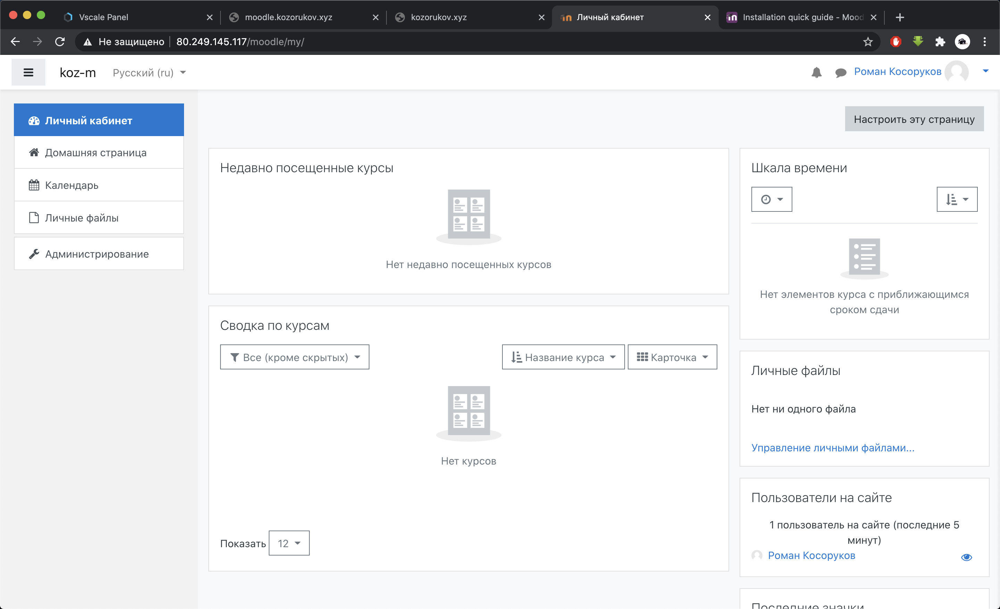 Vscale Panel
moodle.kozorukov.xyz
kozorukov.xyz
Личный кабинет
Installation quick guide - Mood
Не защищено
80.249.145.117/moodle/my/
koz-m
Русский (ru)
Роман Косоруков
Личный кабинет
Домашняя страница
Календарь
Личные файлы
Администрирование
Настроить эту страницу
Недавно посещенные курсы
Нет недавно посещенных курсов
Сводка по курсам
Все (кроме скрытых)
Название курса
Карточка
Нет курсов
Показать 12
Шкала времени
Нет элементов курса с приближающимся
сроком сдачи
Личные файлы
Нет ни одного файла
Управление личными файлами...
Пользователи на сайте
1 пользователь на сайте (последние 5
минут)
Роман Косоруков
Последние значки